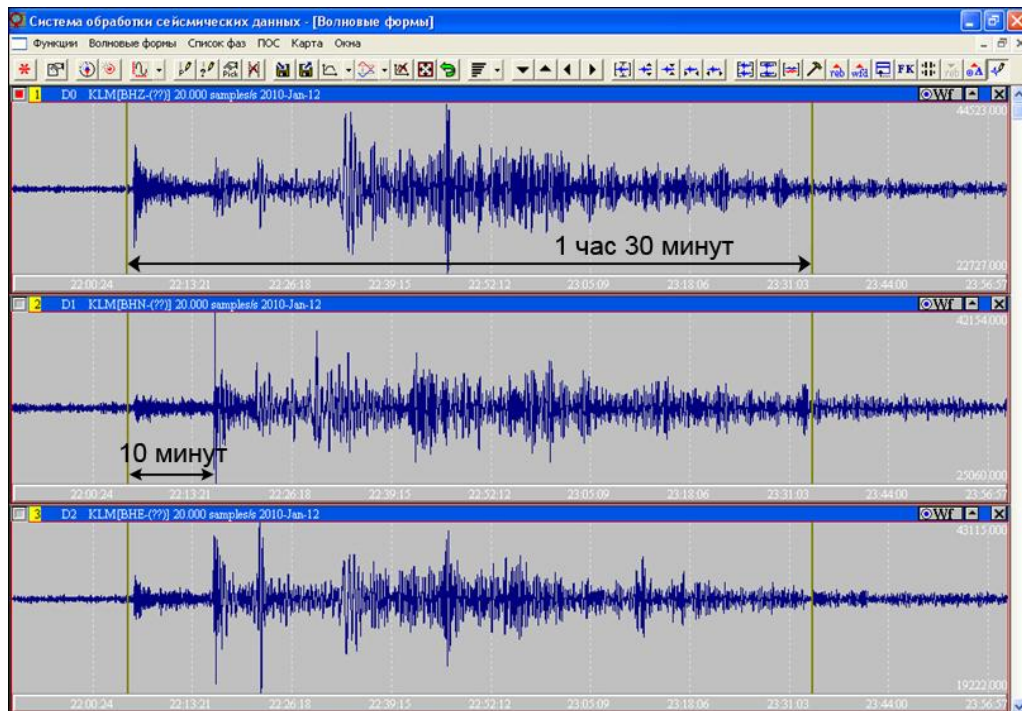 Система обработки сейсмических данных - [Волновые формы]
Функции Волновые формы Список фаз ПОС Карта Окна
Pick reb wfd FK reb
1 D0 KLM[BHZ-(??)] 20.000 samples/s 2010-Jan-12 Wf
44523.000
1 час 30 минут
22727.000
22:00:24 22:13:21 22:26:18 22:39:15 22:52:12 23:05:09 23:18:06 23:31:03 23:44:00 23:56:57
2 D1 KLM[BHN-(??)] 20.000 samples/s 2010-Jan-12 Wf
42154.000
10 минут
25060.000
22:00:24 22:13:21 22:26:18 22:39:15 22:52:12 23:05:09 23:18:06 23:31:03 23:44:00 23:56:57
3 D2 KLM[BHE-(??)] 20.000 samples/s 2010-Jan-12 Wf
43115.000
19222.000
22:00:24 22:13:21 22:26:18 22:39:15 22:52:12 23:05:09 23:18:06 23:31:03 23:44:00 23:56:57